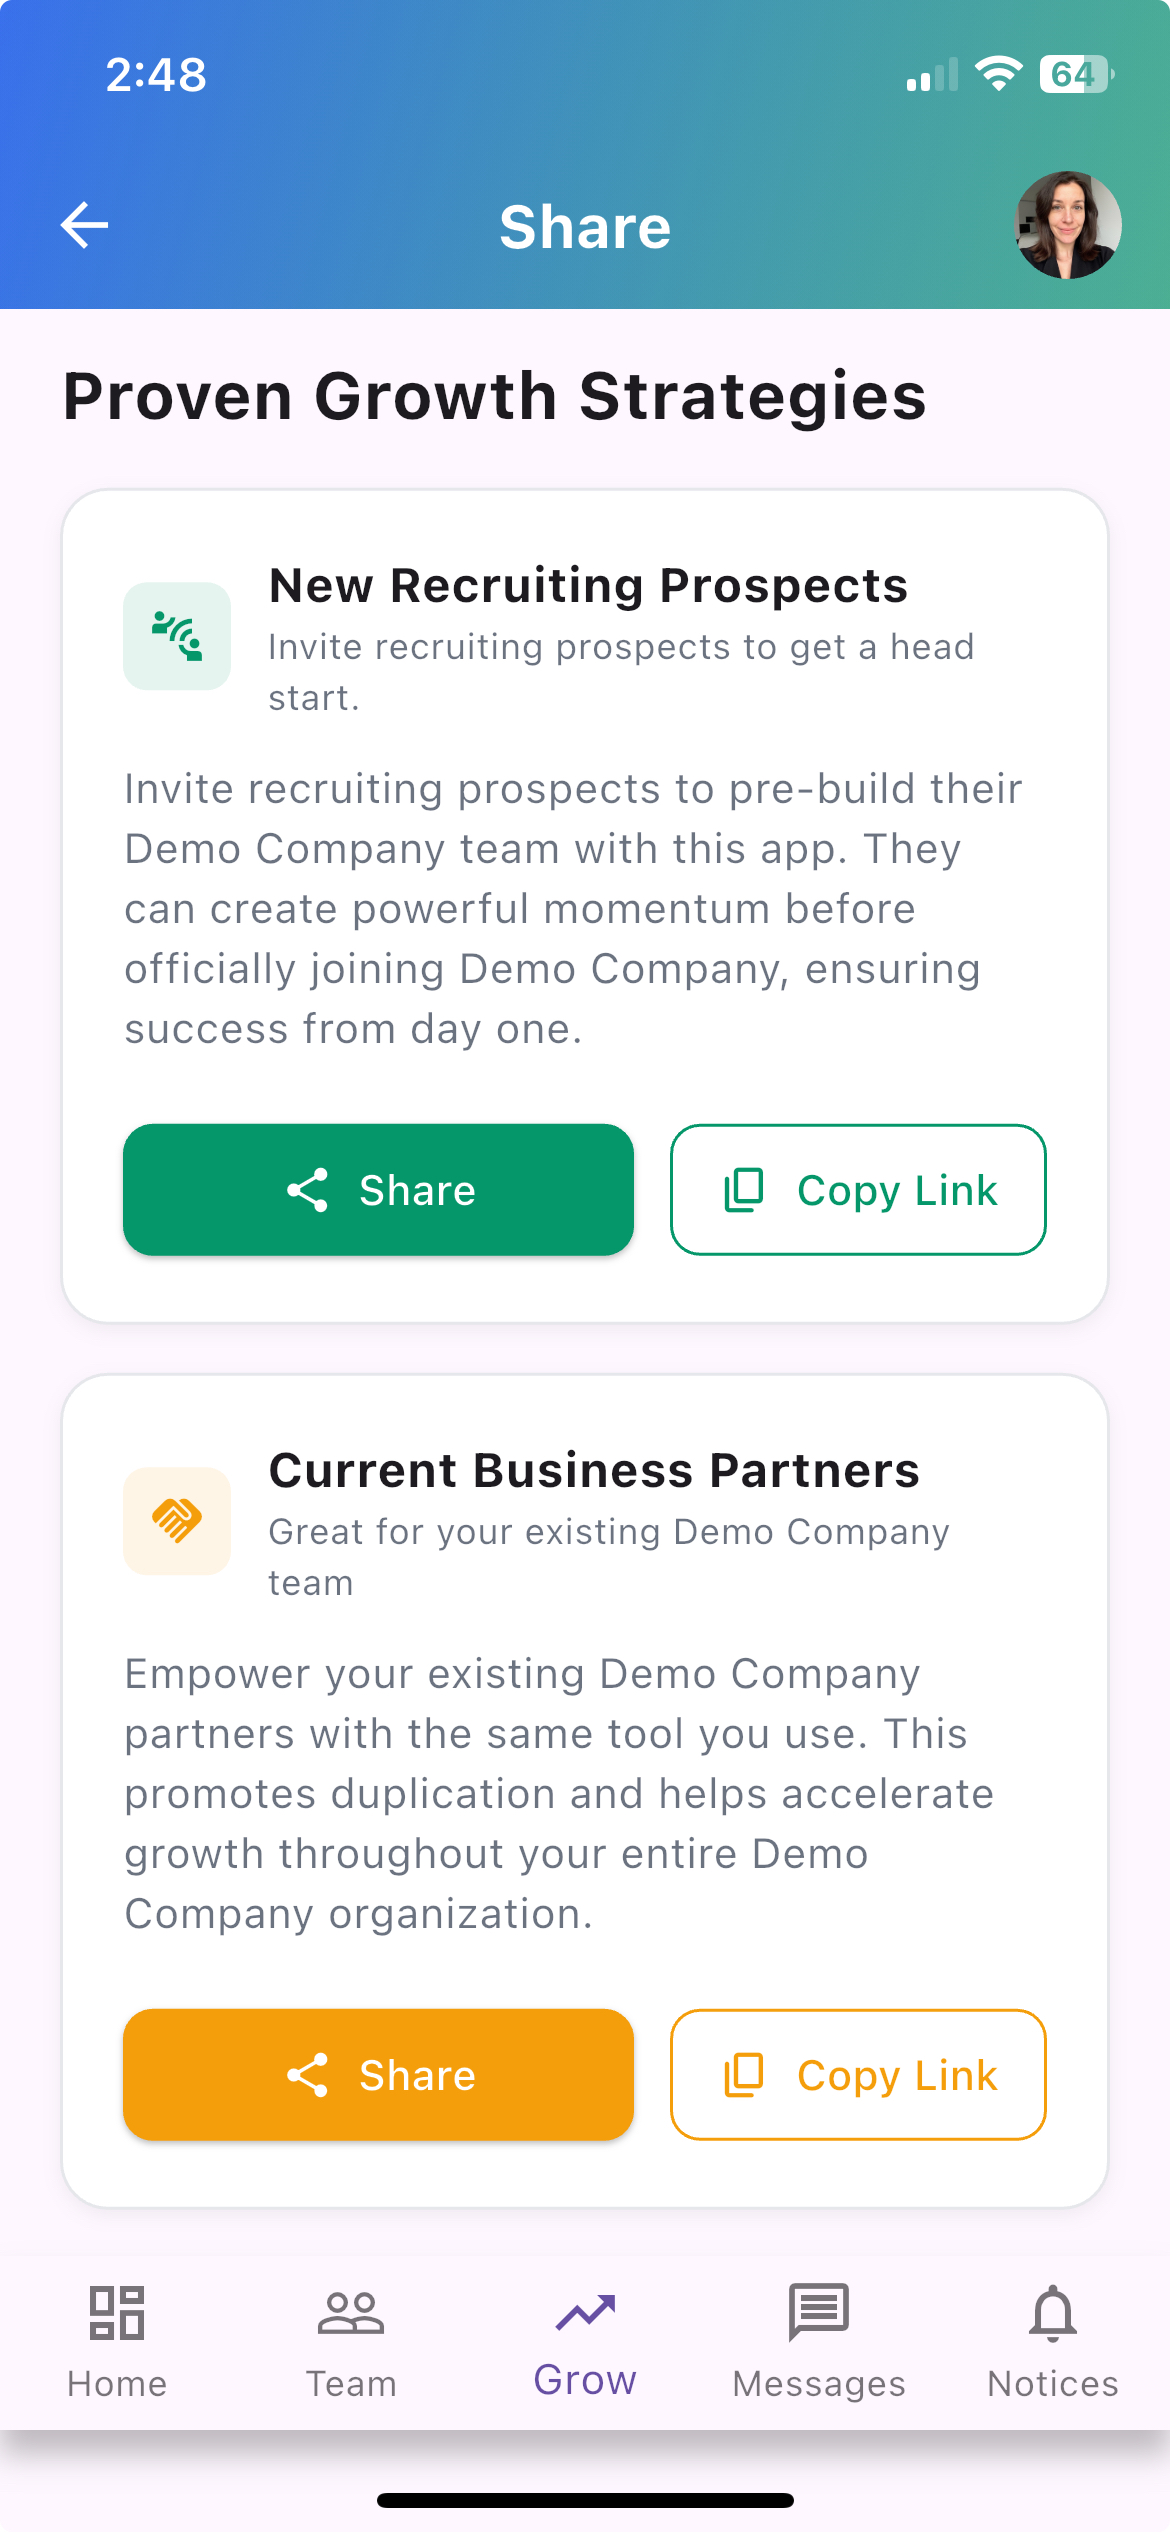 2:48
64
Share
Proven Growth Strategies
New Recruiting Prospects
Invite recruiting prospects to get a head
start.
Invite recruiting prospects to pre-build their
Demo Company team with this app. They
can create powerful momentum before
officially joining Demo Company, ensuring
success from day one.
Share
Copy Link
Current Business Partners
Great for your existing Demo Company
team
Empower your existing Demo Company
partners with the same tool you use. This
promotes duplication and helps accelerate
growth throughout your entire Demo
Company organization.
Share
Copy Link
Home
Team
Grow
Messages
Notices